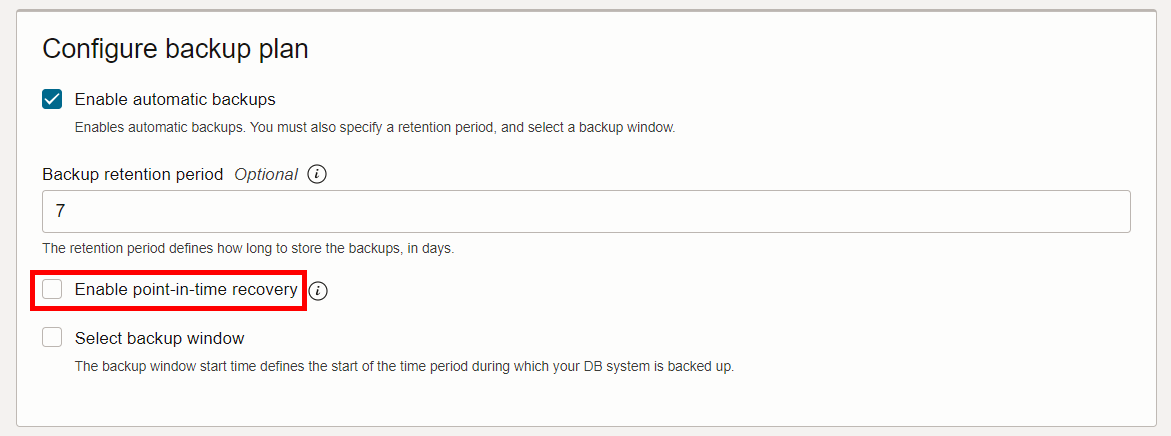 Configure backup plan
Enable automatic backups
Enables automatic backups. You must also specify a retention period, and select a backup window.
Backup retention period Optional
7
The retention period defines how long to store the backups, in days.
Enable point-in-time recovery
Select backup window
The backup window start time defines the start of the time period during which your DB system is backed up.